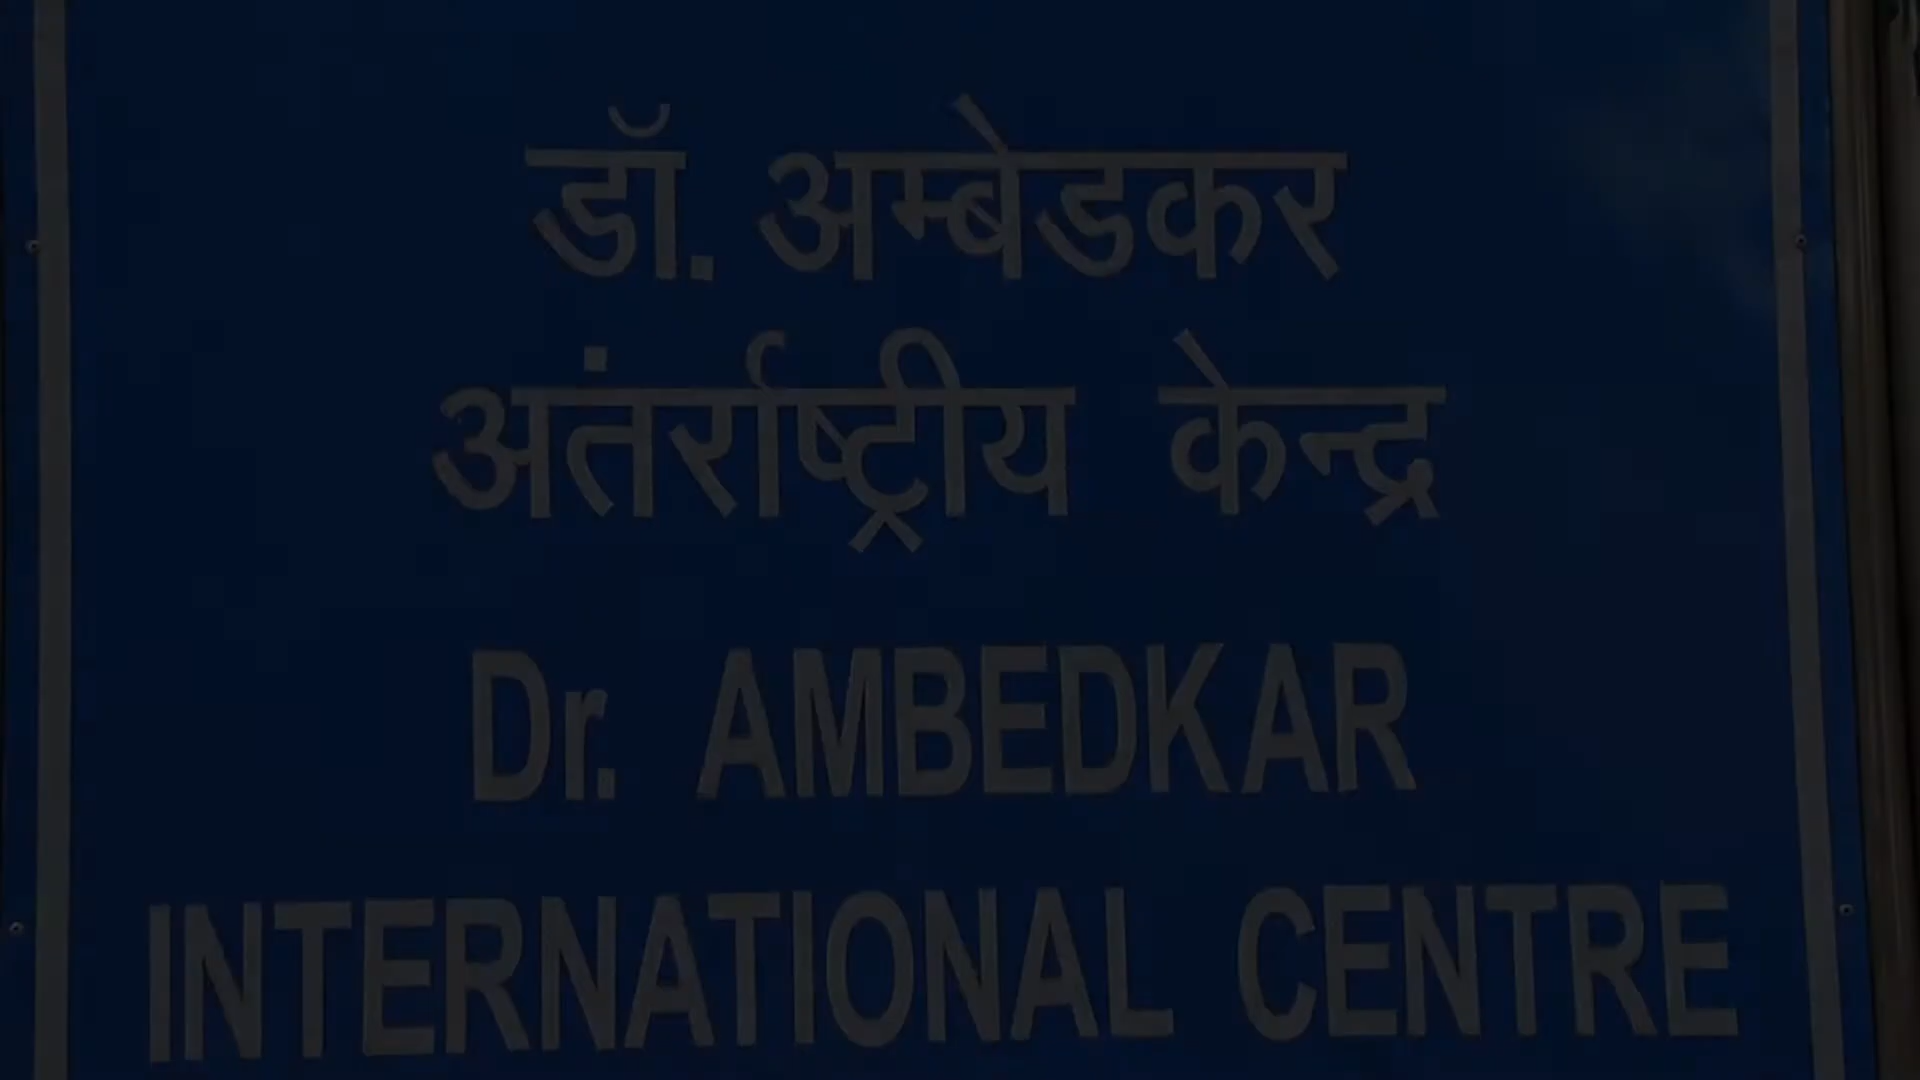 डॉ. अम्बेडकर
अंतर्राष्ट्रीय केन्द्र
Dr. AMBEDKAR
INTERNATIONAL CENTRE